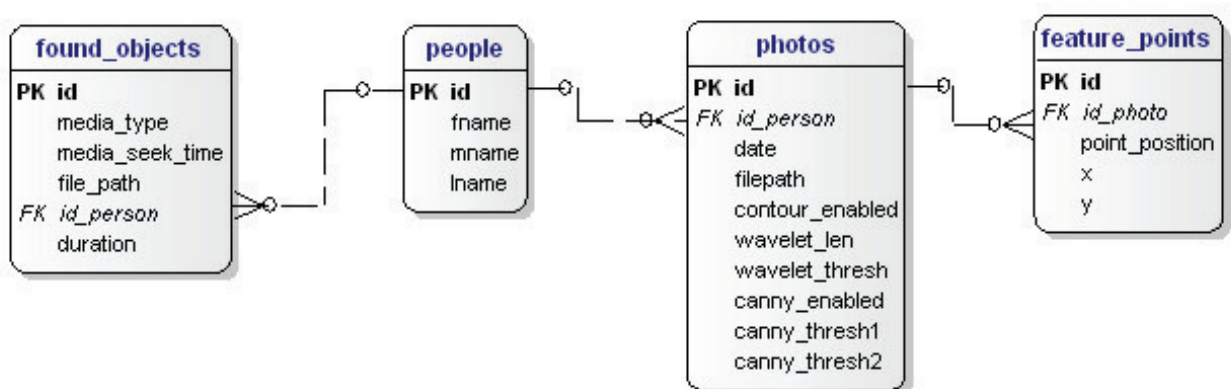 found_objects
PK id
media_type
media_seek_time
file_path
FK id_person
duration
people
PK id
fname
mname
lname
photos
PK id
FK id_person
date
filepath
contour_enabled
wavelet_len
wavelet_thresh
canny_enabled
canny_thresh1
canny_thresh2
feature_points
PK id
FK id_photo
point_position
x
y